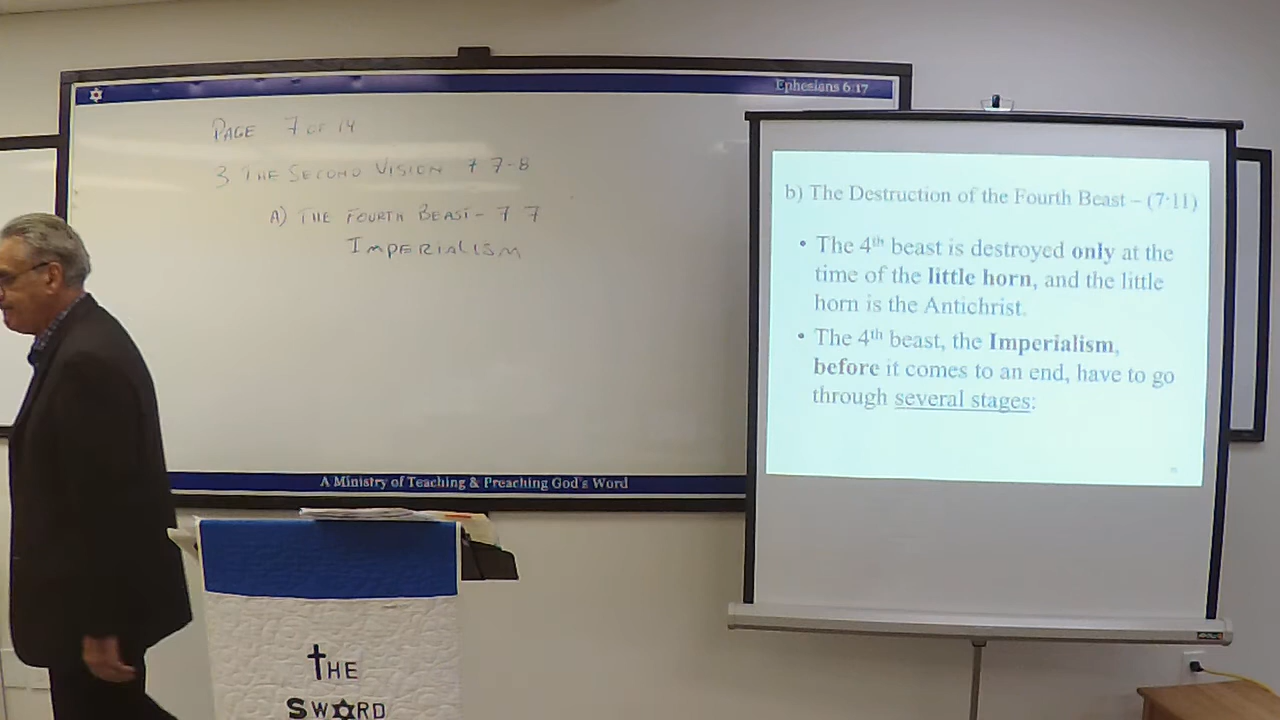 Ephesians 6:17
PAGE 7 OF 14
3 THE SECOND VISION 7 7-8
A) THE FOURTH BEAST - 7 7
IMPERIALISM
A Ministry of Teaching & Preaching God's Word
b) The Destruction of the Fourth Beast – (7:11)
• The 4th beast is destroyed only at the
time of the little horn, and the little
horn is the Antichrist.
• The 4th beast, the Imperialism,
before it comes to an end, have to go
through several stages:
THE
SW✡RD